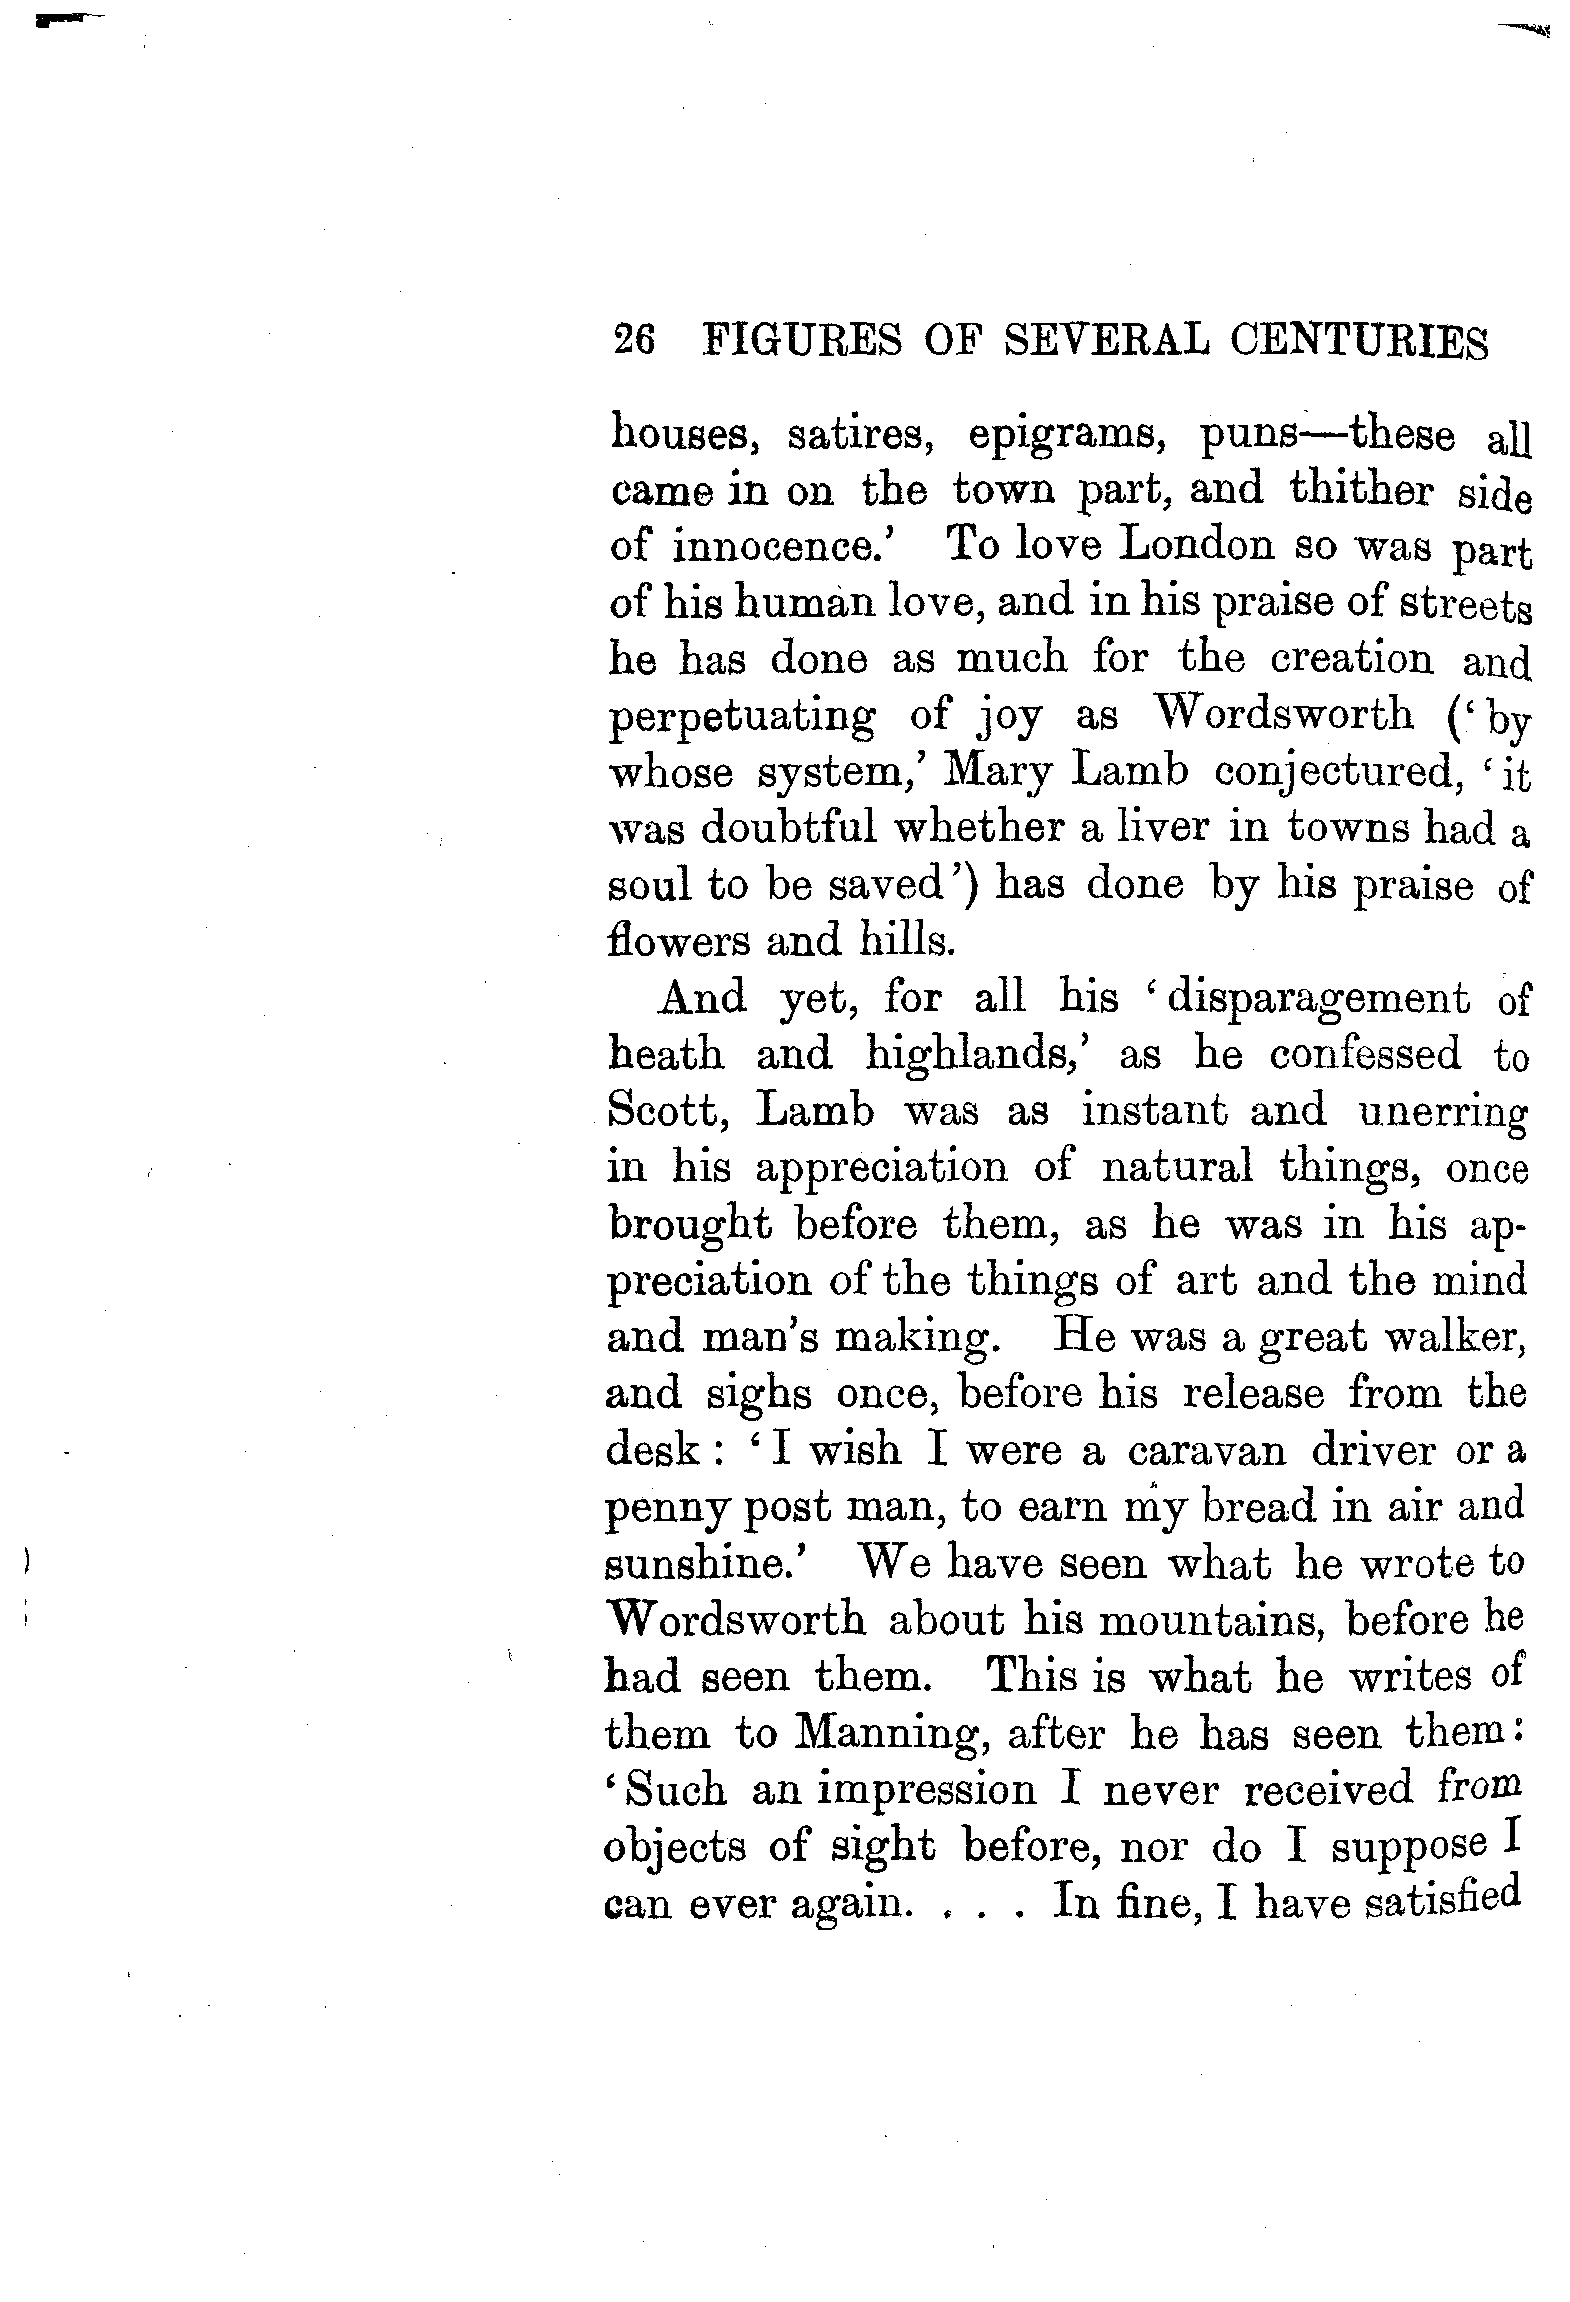 26 FIGURES OF SEVERAL CENTURIES
houses, satires, epigrams, puns—these all
came in on the town part, and thither side
of innocence.' To love London so was part
of his human love, and in his praise of streets
he has done as much for the creation and
perpetuating of joy as Wordsworth ('by
whose system,' Mary Lamb conjectured, 'it
was doubtful whether a liver in towns had a
soul to be saved') has done by his praise of
flowers and hills.
And yet, for all his 'disparagement of
heath and highlands,' as he confessed to
Scott, Lamb was as instant and unerring
in his appreciation of natural things, once
brought before them, as he was in his ap-
preciation of the things of art and the mind
and man's making. He was a great walker,
and sighs once, before his release from the
desk: 'I wish I were a caravan driver or a
penny post man, to earn my bread in air and
sunshine.' We have seen what he wrote to
Wordsworth about his mountains, before he
had seen them. This is what he writes of
them to Manning, after he has seen them:
'Such an impression I never received from
objects of sight before, nor do I suppose I
can ever again. . . . In fine, I have satisfied